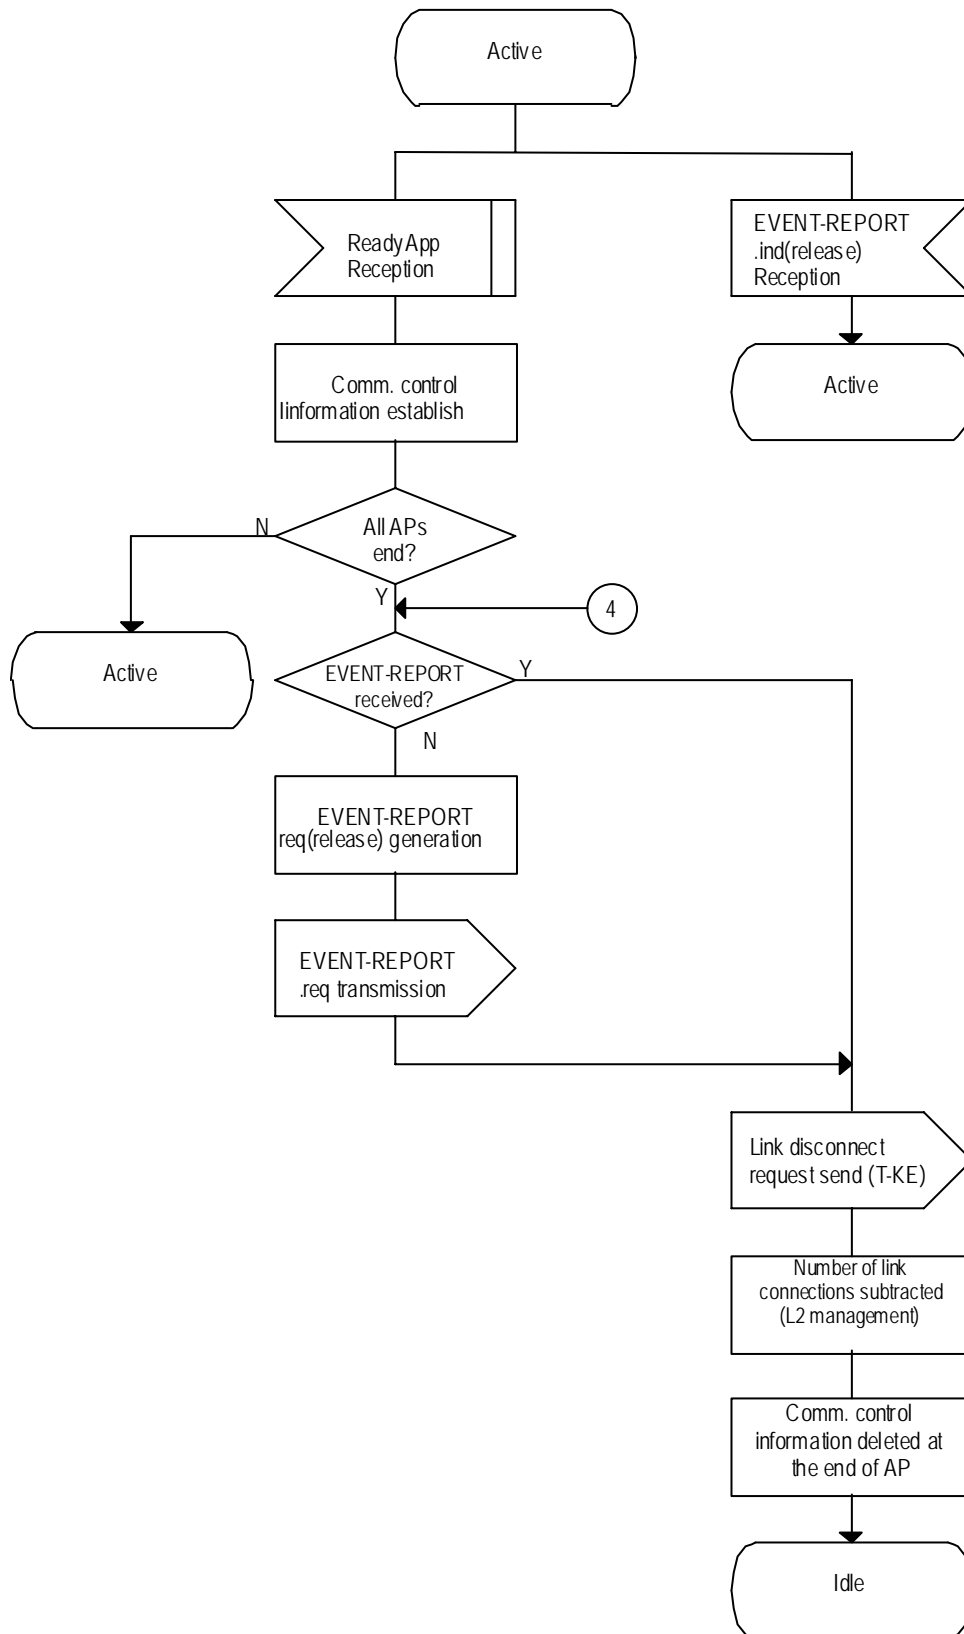 Active
ReadyApp
Reception
EVENT-REPORT
.ind(release)
Reception
Comm. control
linformation establish
Active
N
All APs
end?
Y
4
Active
EVENT-REPORT
received?
Y
N
EVENT-REPORT
req(release) generation
EVENT-REPORT
.req transmission
Link disconnect
request send (T-KE)
Number of link
connections subtracted
(L2 management)
Comm. control
information deleted at
the end of AP
Idle